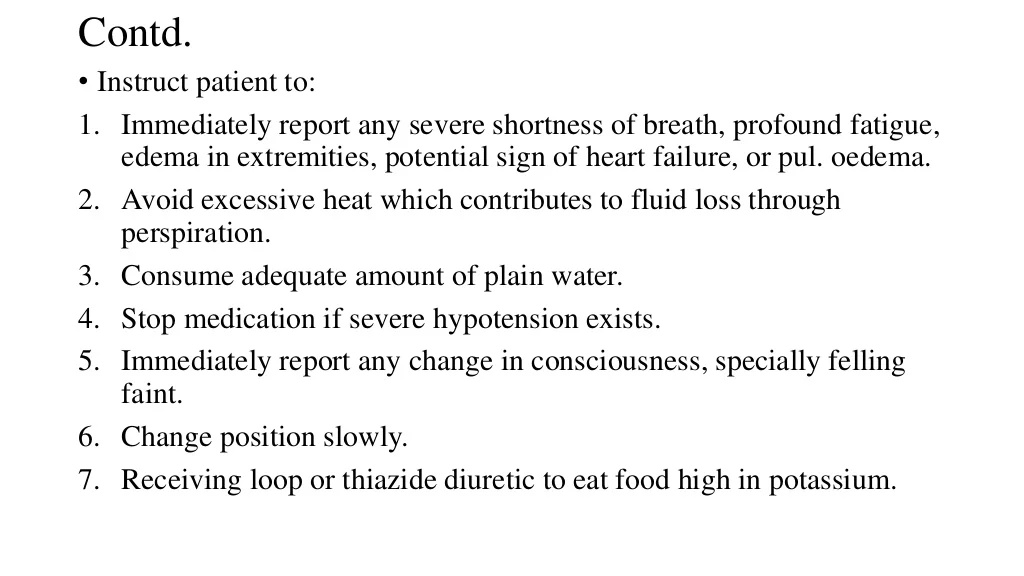 Contd.
• Instruct patient to:
1. Immediately report any severe shortness of breath, profound fatigue,
edema in extremities, potential sign of heart failure, or pul. oedema.
2. Avoid excessive heat which contributes to fluid loss through
perspiration.
3. Consume adequate amount of plain water.
4. Stop medication if severe hypotension exists.
5. Immediately report any change in consciousness, specially felling
faint.
6. Change position slowly.
7. Receiving loop or thiazide diuretic to eat food high in potassium.